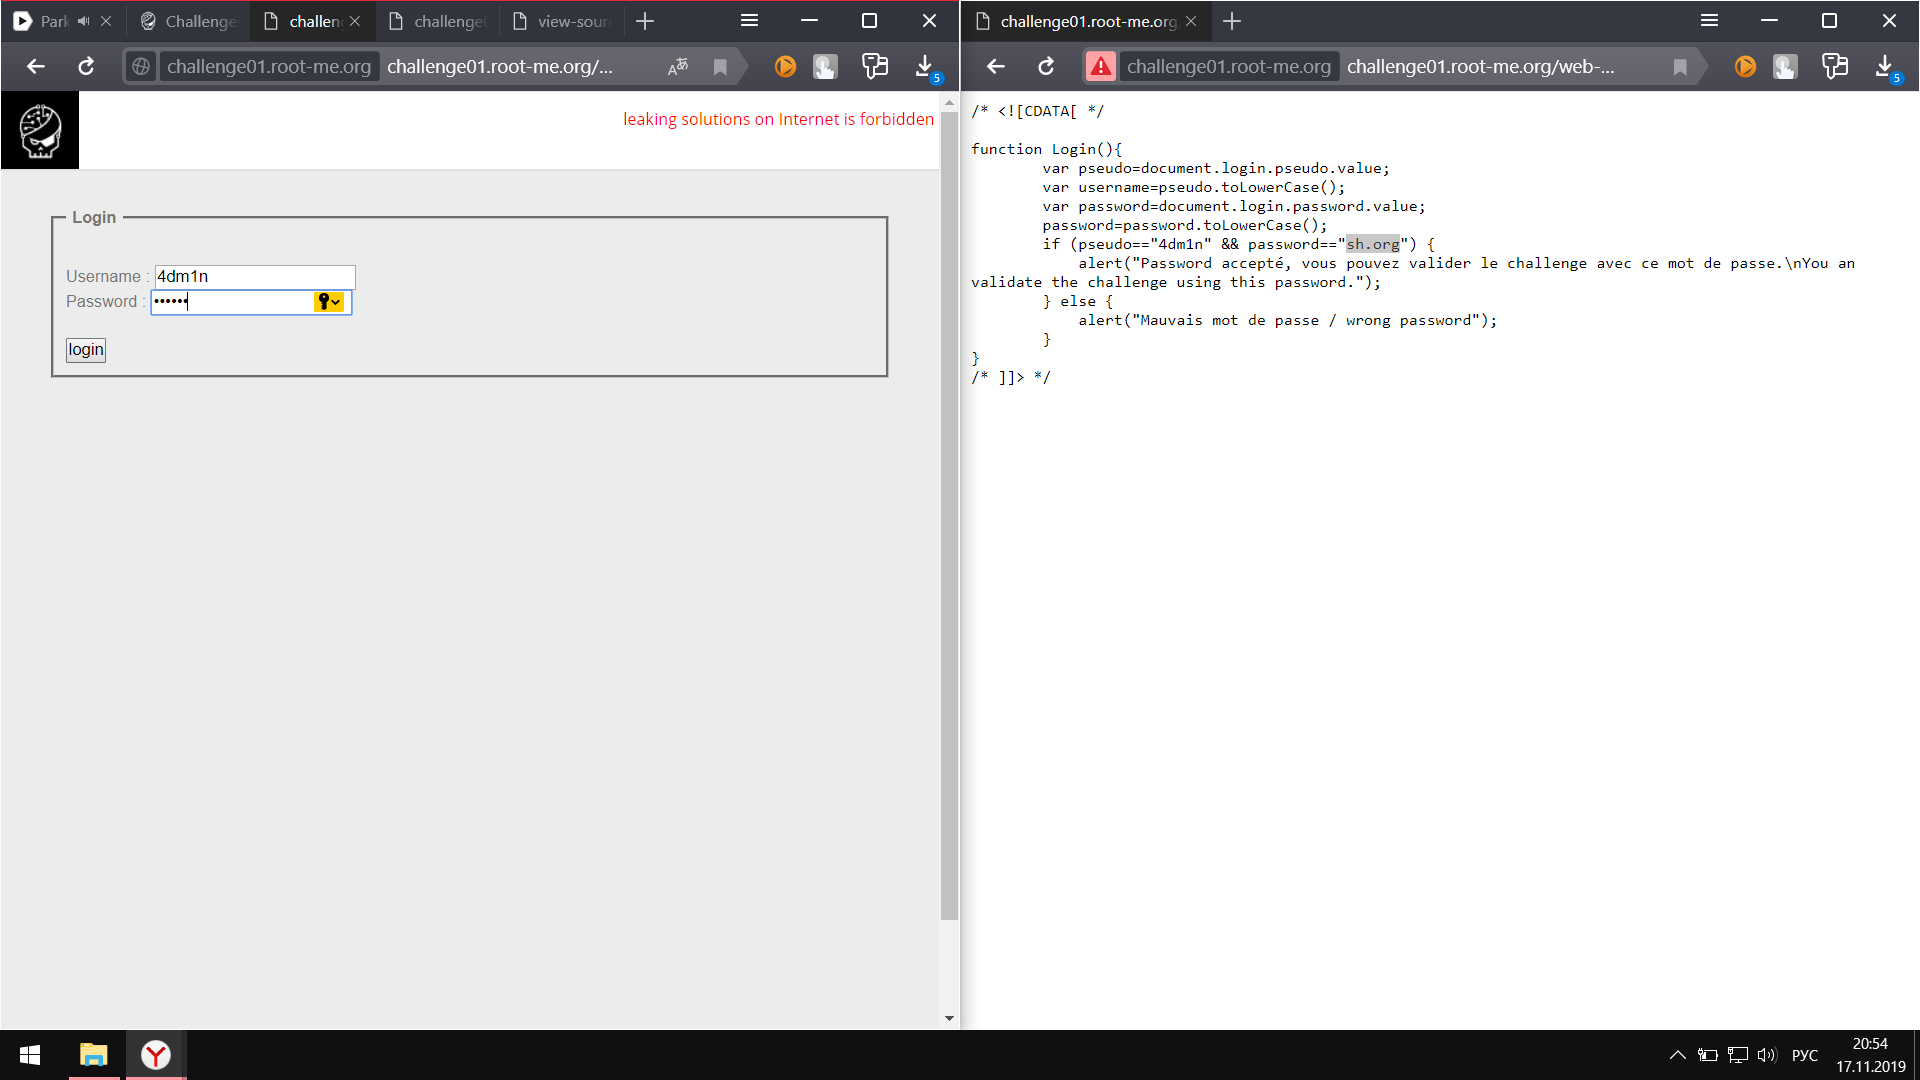 Park
Challenge
challen
challenge
view-sour
challenge01.root-me.org challenge01.root-me.org/...
5
leaking solutions on Internet is forbidden
Login
Username : 4dm1n
Password : ••••••
login
challenge01.root-me.org
challenge01.root-me.org challenge01.root-me.org/web-...
5
/* <![CDATA[ */
function Login(){
var pseudo=document.login.pseudo.value;
var username=pseudo.toLowerCase();
var password=document.login.password.value;
password=password.toLowerCase();
if (pseudo=="4dm1n" && password=="sh.org") {
alert("Password accepté, vous pouvez valider le challenge avec ce mot de passe.\nYou an
validate the challenge using this password.");
} else {
alert("Mauvais mot de passe / wrong password");
}
}
/* ]]> */
РУС
20:54
17.11.2019